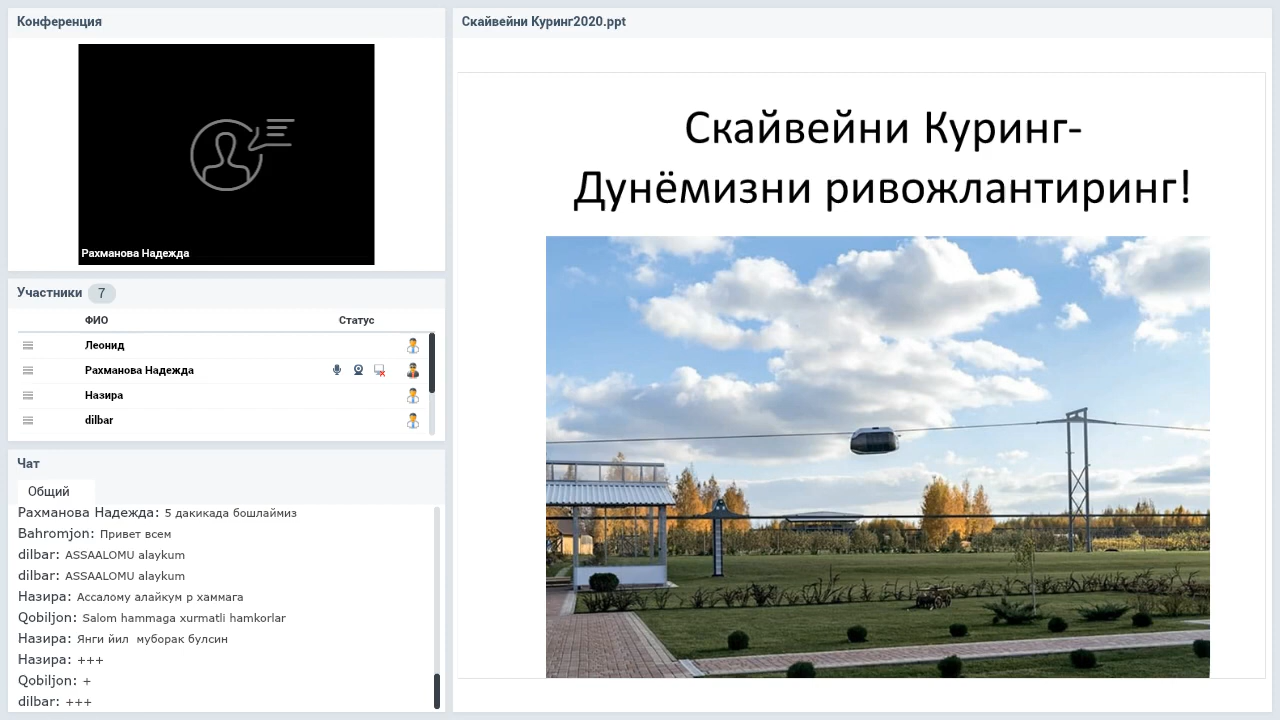 Конференция
Рахманова Надежда
Участники 7
ФИО Статус
Леонид
Рахманова Надежда
Назира
dilbar
Чат
Общий
Рахманова Надежда: 5 дакикада бошлаймиз
Bahromjon: Привет всем
dilbar: ASSAALOMU alaykum
dilbar: ASSAALOMU alaykum
Назира: Ассалому алайкум р хаммага
Qobiljon: Salom hammaga xurmatli hamkorlar
Назира: Янги йил муборак булсин
Назира: +++
Qobiljon: +
dilbar: +++
Скайвейни Куринг2020.ppt
Скайвейни Куринг-
Дунёмизни ривожлантиринг!